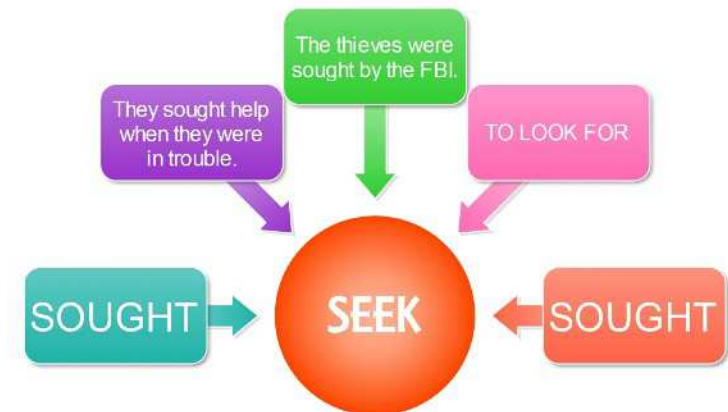 The thieves were
sought by the FBI.
They sought help
when they were
in trouble.
TO LOOK FOR
SOUGHT
SEEK
SOUGHT